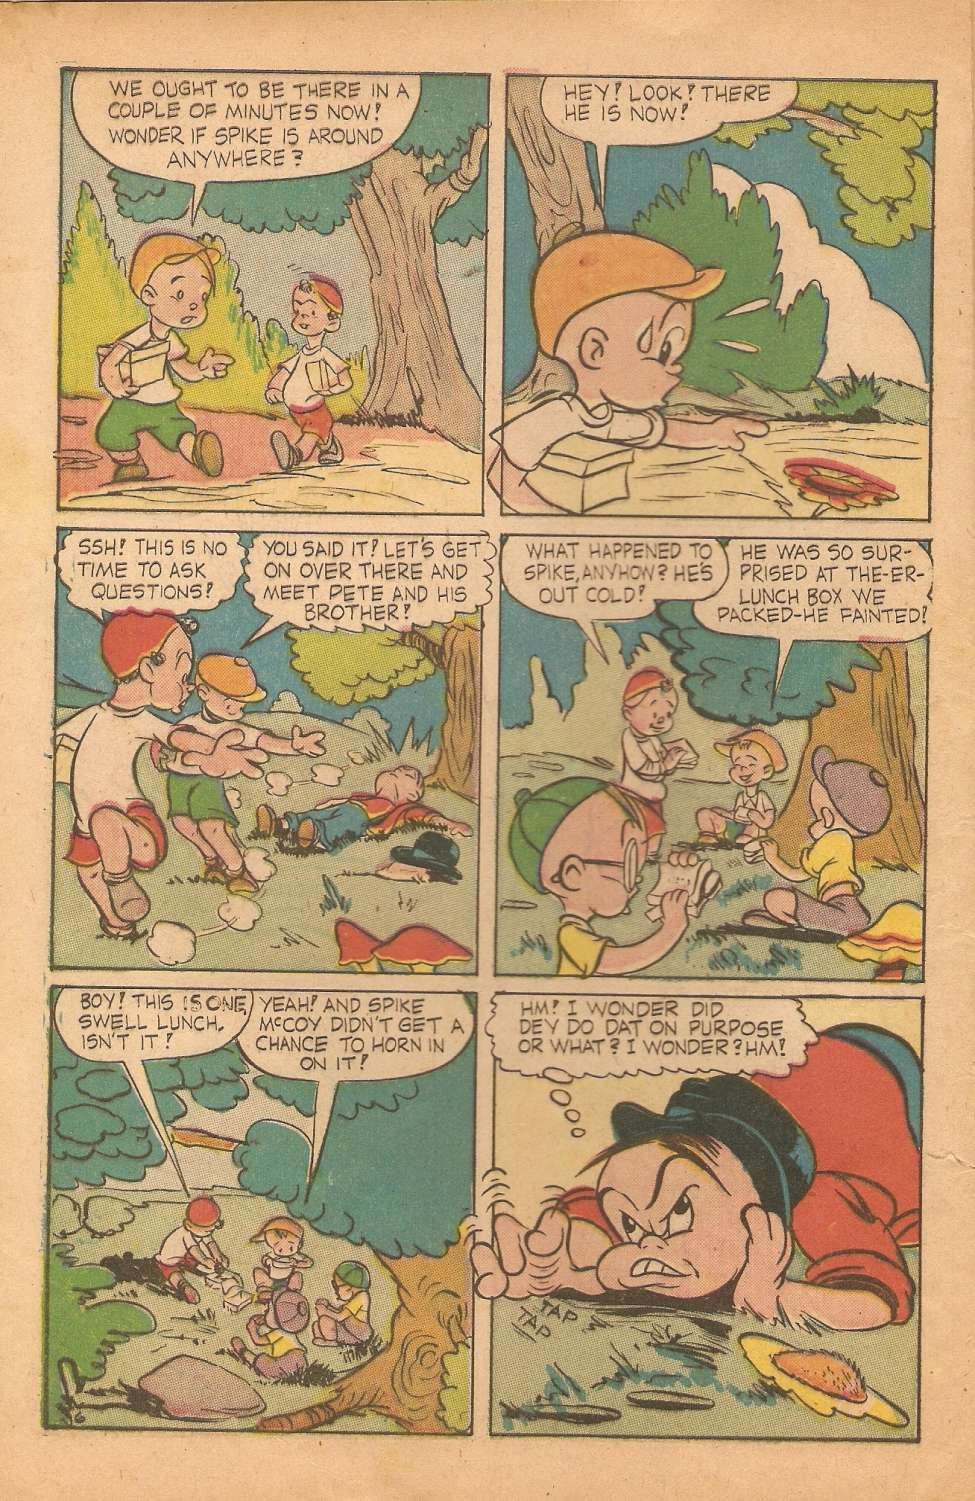 WE OUGHT TO BE THERE IN A
COUPLE OF MINUTES NOW!
WONDER IF SPIKE IS AROUND
ANYWHERE?
HEY! LOOK! THERE
HE IS NOW!
SSH! THIS IS NO
TIME TO ASK
QUESTIONS!
YOU SAID IT! LET'S GET
ON OVER THERE AND
MEET PETE AND HIS
BROTHER!
WHAT HAPPENED TO
SPIKE, ANYHOW? HE'S
OUT COLD!
HE WAS SO SUR-
PRISED AT THE-ER-
LUNCH BOX WE
PACKED-HE FAINTED!
BOY! THIS IS ONE
SWELL LUNCH,
ISN'T IT!
YEAH! AND SPIKE
McCOY DIDN'T GET A
CHANCE TO HORN IN
ON IT!
HM! I WONDER DID
DEY DO DAT ON PURPOSE
OR WHAT? I WONDER? HM!
TAP
TAP
TAP
TAP
6